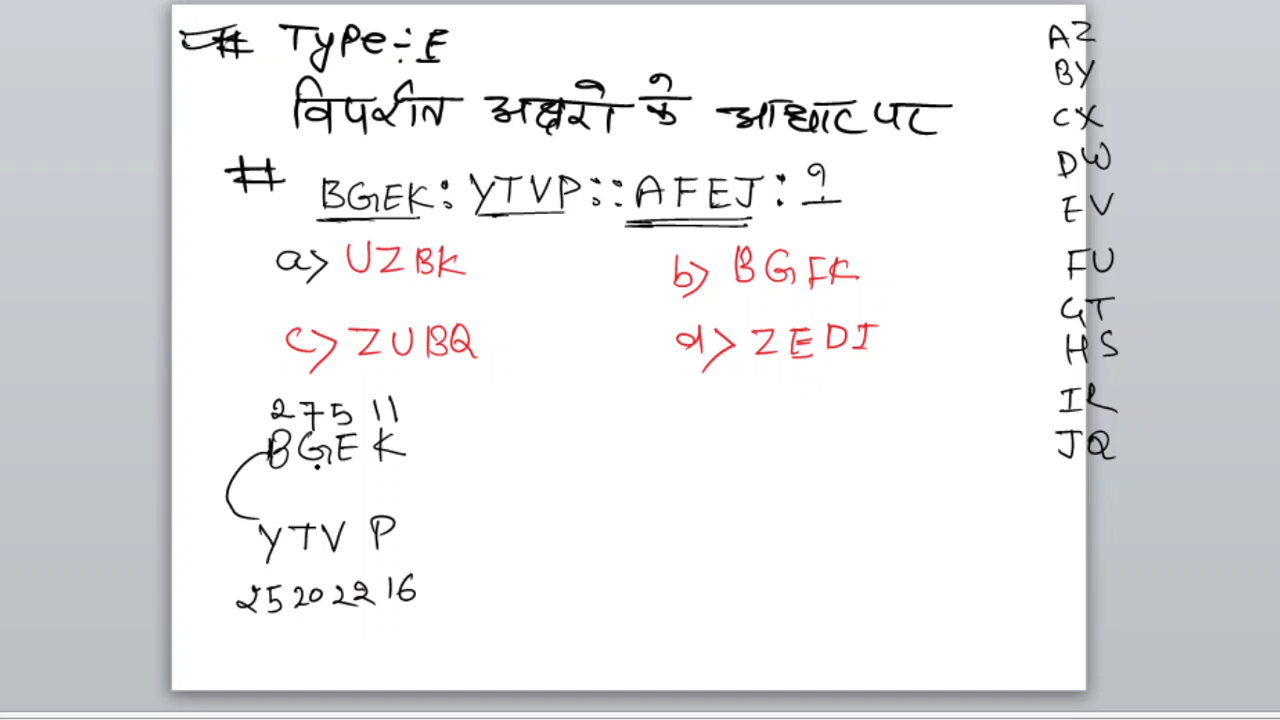 # Type :- E
विपरीत अक्षरो के आधार पर
# BGEK : YTVP :: AFEJ : ?
a> UZBK b> BGFK
c> ZUBQ d> ZEDI
2 7 5 11
BGEK
YTV P
25 20 22 16
AZ
BY
CX
DW
EV
FU
GT
HS
IR
JQ